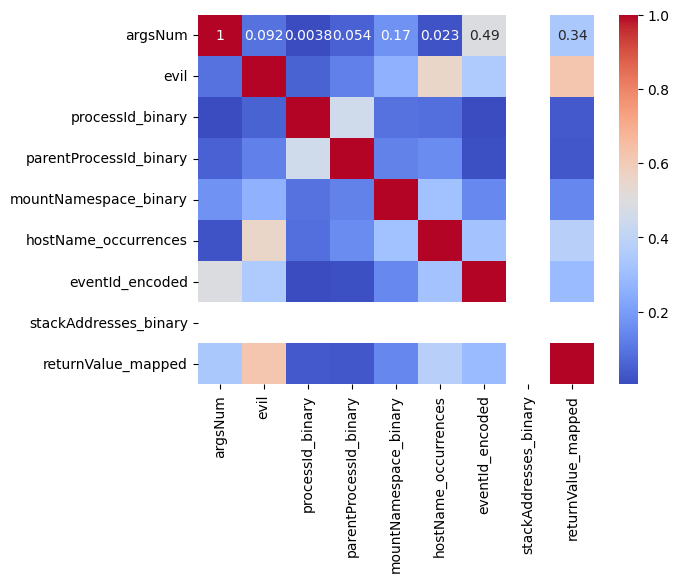 argsNum
1 0.092 0.0038 0.054 0.17 0.023 0.49 0.34
evil
processId_binary
parentProcessId_binary
mountNamespace_binary
hostName_occurrences
eventId_encoded
stackAddresses_binary
returnValue_mapped
argsNum
evil
processId_binary
parentProcessId_binary
mountNamespace_binary
hostName_occurrences
eventId_encoded
stackAddresses_binary
returnValue_mapped
1.0
0.8
0.6
0.4
0.2